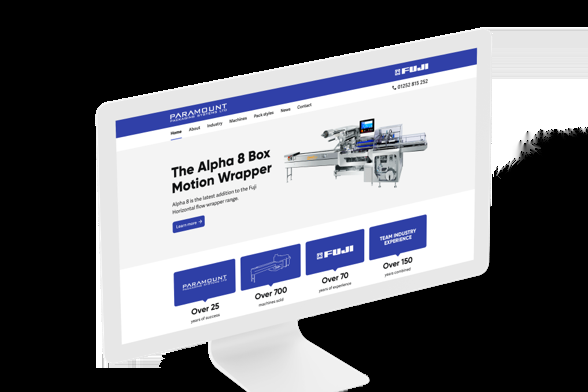 PARAMOUNT
PACKAGING SYSTEMS LTD
FUJI
01252 815 252
Home About Industry Machines Pack styles News Contact
The Alpha 8 Box
Motion Wrapper
Alpha 8 is the latest addition to the Fuji
Horizontal flow wrapper range.
Learn more →
PARAMOUNT
FUJI
TEAM INDUSTRY
EXPERIENCE
Over 25
years of success
Over 700
machines sold
Over 70
years of experience
Over 150
years combined